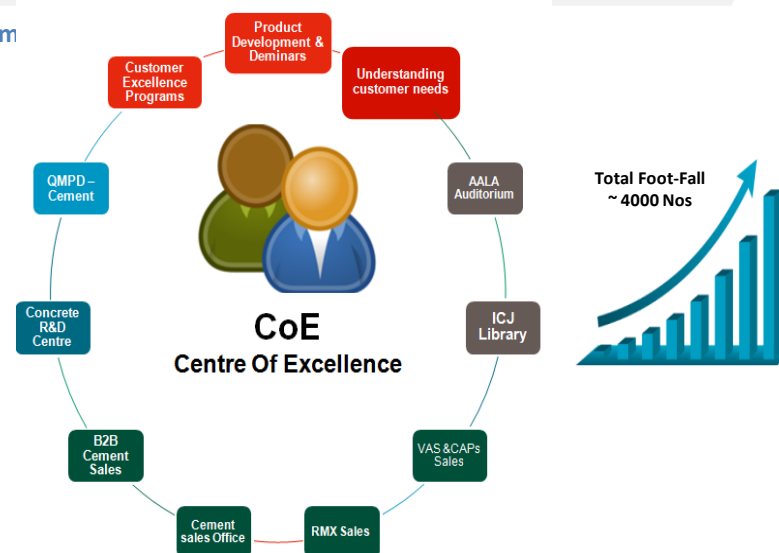 m
Product
Development &
Deminars
Customer
Excellence
Programs
Understanding
customer needs
QMPD –
Cement
AALA
Auditorium
Total Foot-Fall
~ 4000 Nos
Concrete
R&D
Centre
CoE
Centre Of Excellence
ICJ
Library
B2B
Cement
Sales
VAS &CAPs
Sales
Cement
sales Office
RMX Sales